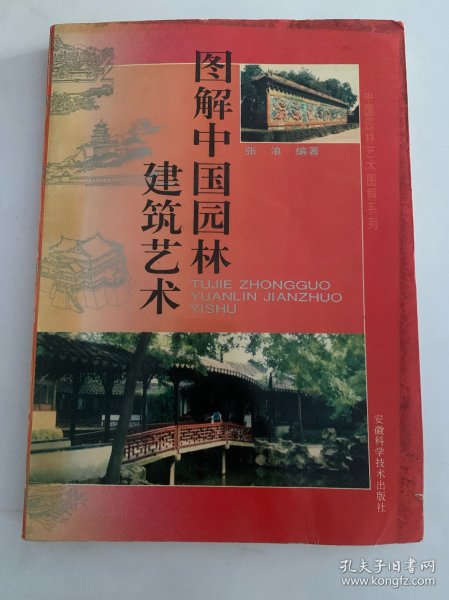 中国园林艺术图解系列
图解中国园林
建筑艺术
TUJIE ZHONGGUO
YUANLIN JIANZHUO
YISHU
张浪 编著
安徽科学技术出版社
孔夫子旧书网
www.kongfz.com